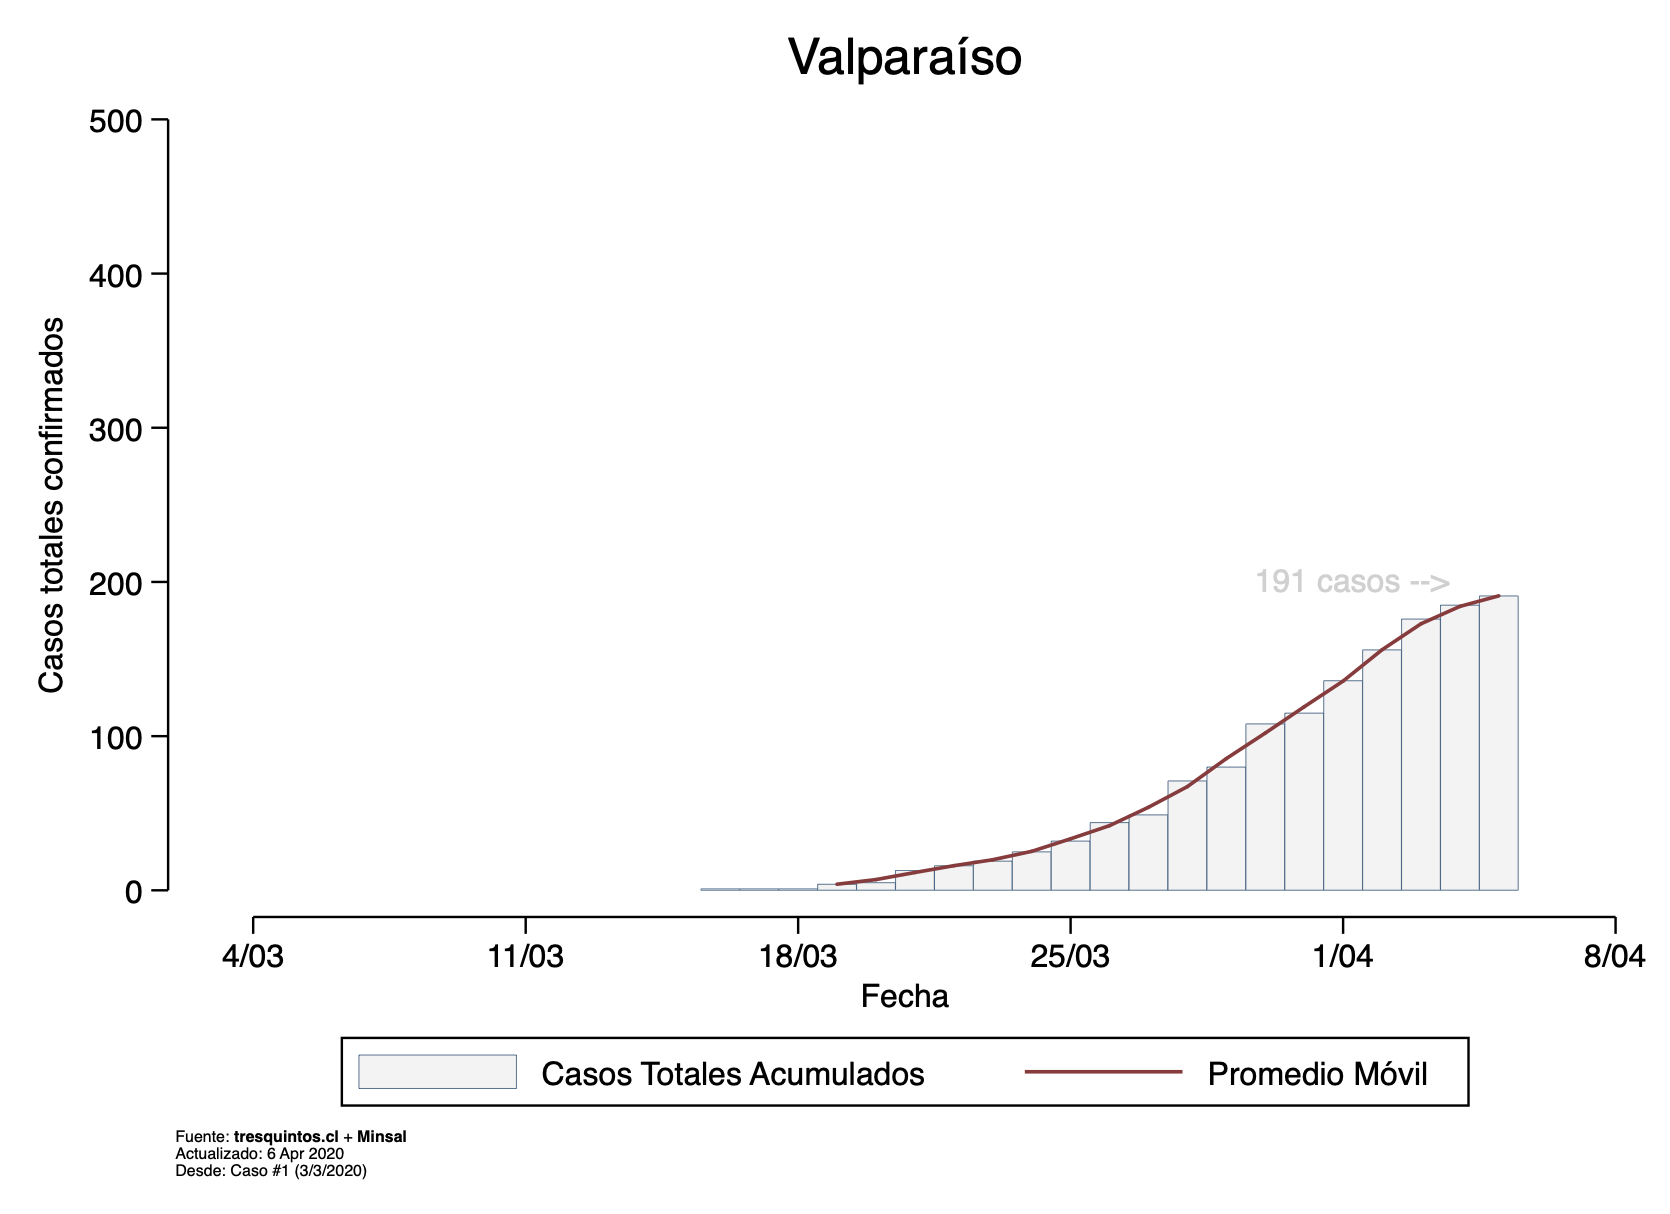 Valparaíso
500
400
300
200
100
0
Casos totales confirmados
191 casos -->
4/03 11/03 18/03 25/03 1/04 8/04
Fecha
Casos Totales Acumulados Promedio Móvil
Fuente: tresquintos.cl + Minsal
Actualizado: 6 Apr 2020
Desde: Caso #1 (3/3/2020)